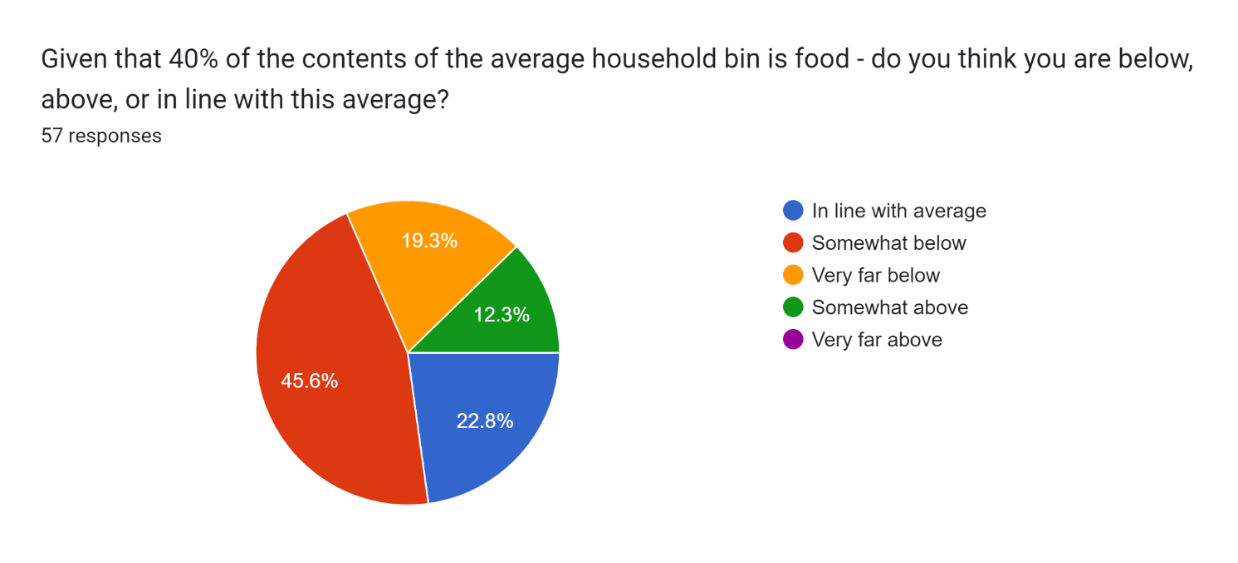 Given that 40% of the contents of the average household bin is food - do you think you are below,
above, or in line with this average?
57 responses
19.3%
12.3%
45.6%
22.8%
In line with average
Somewhat below
Very far below
Somewhat above
Very far above